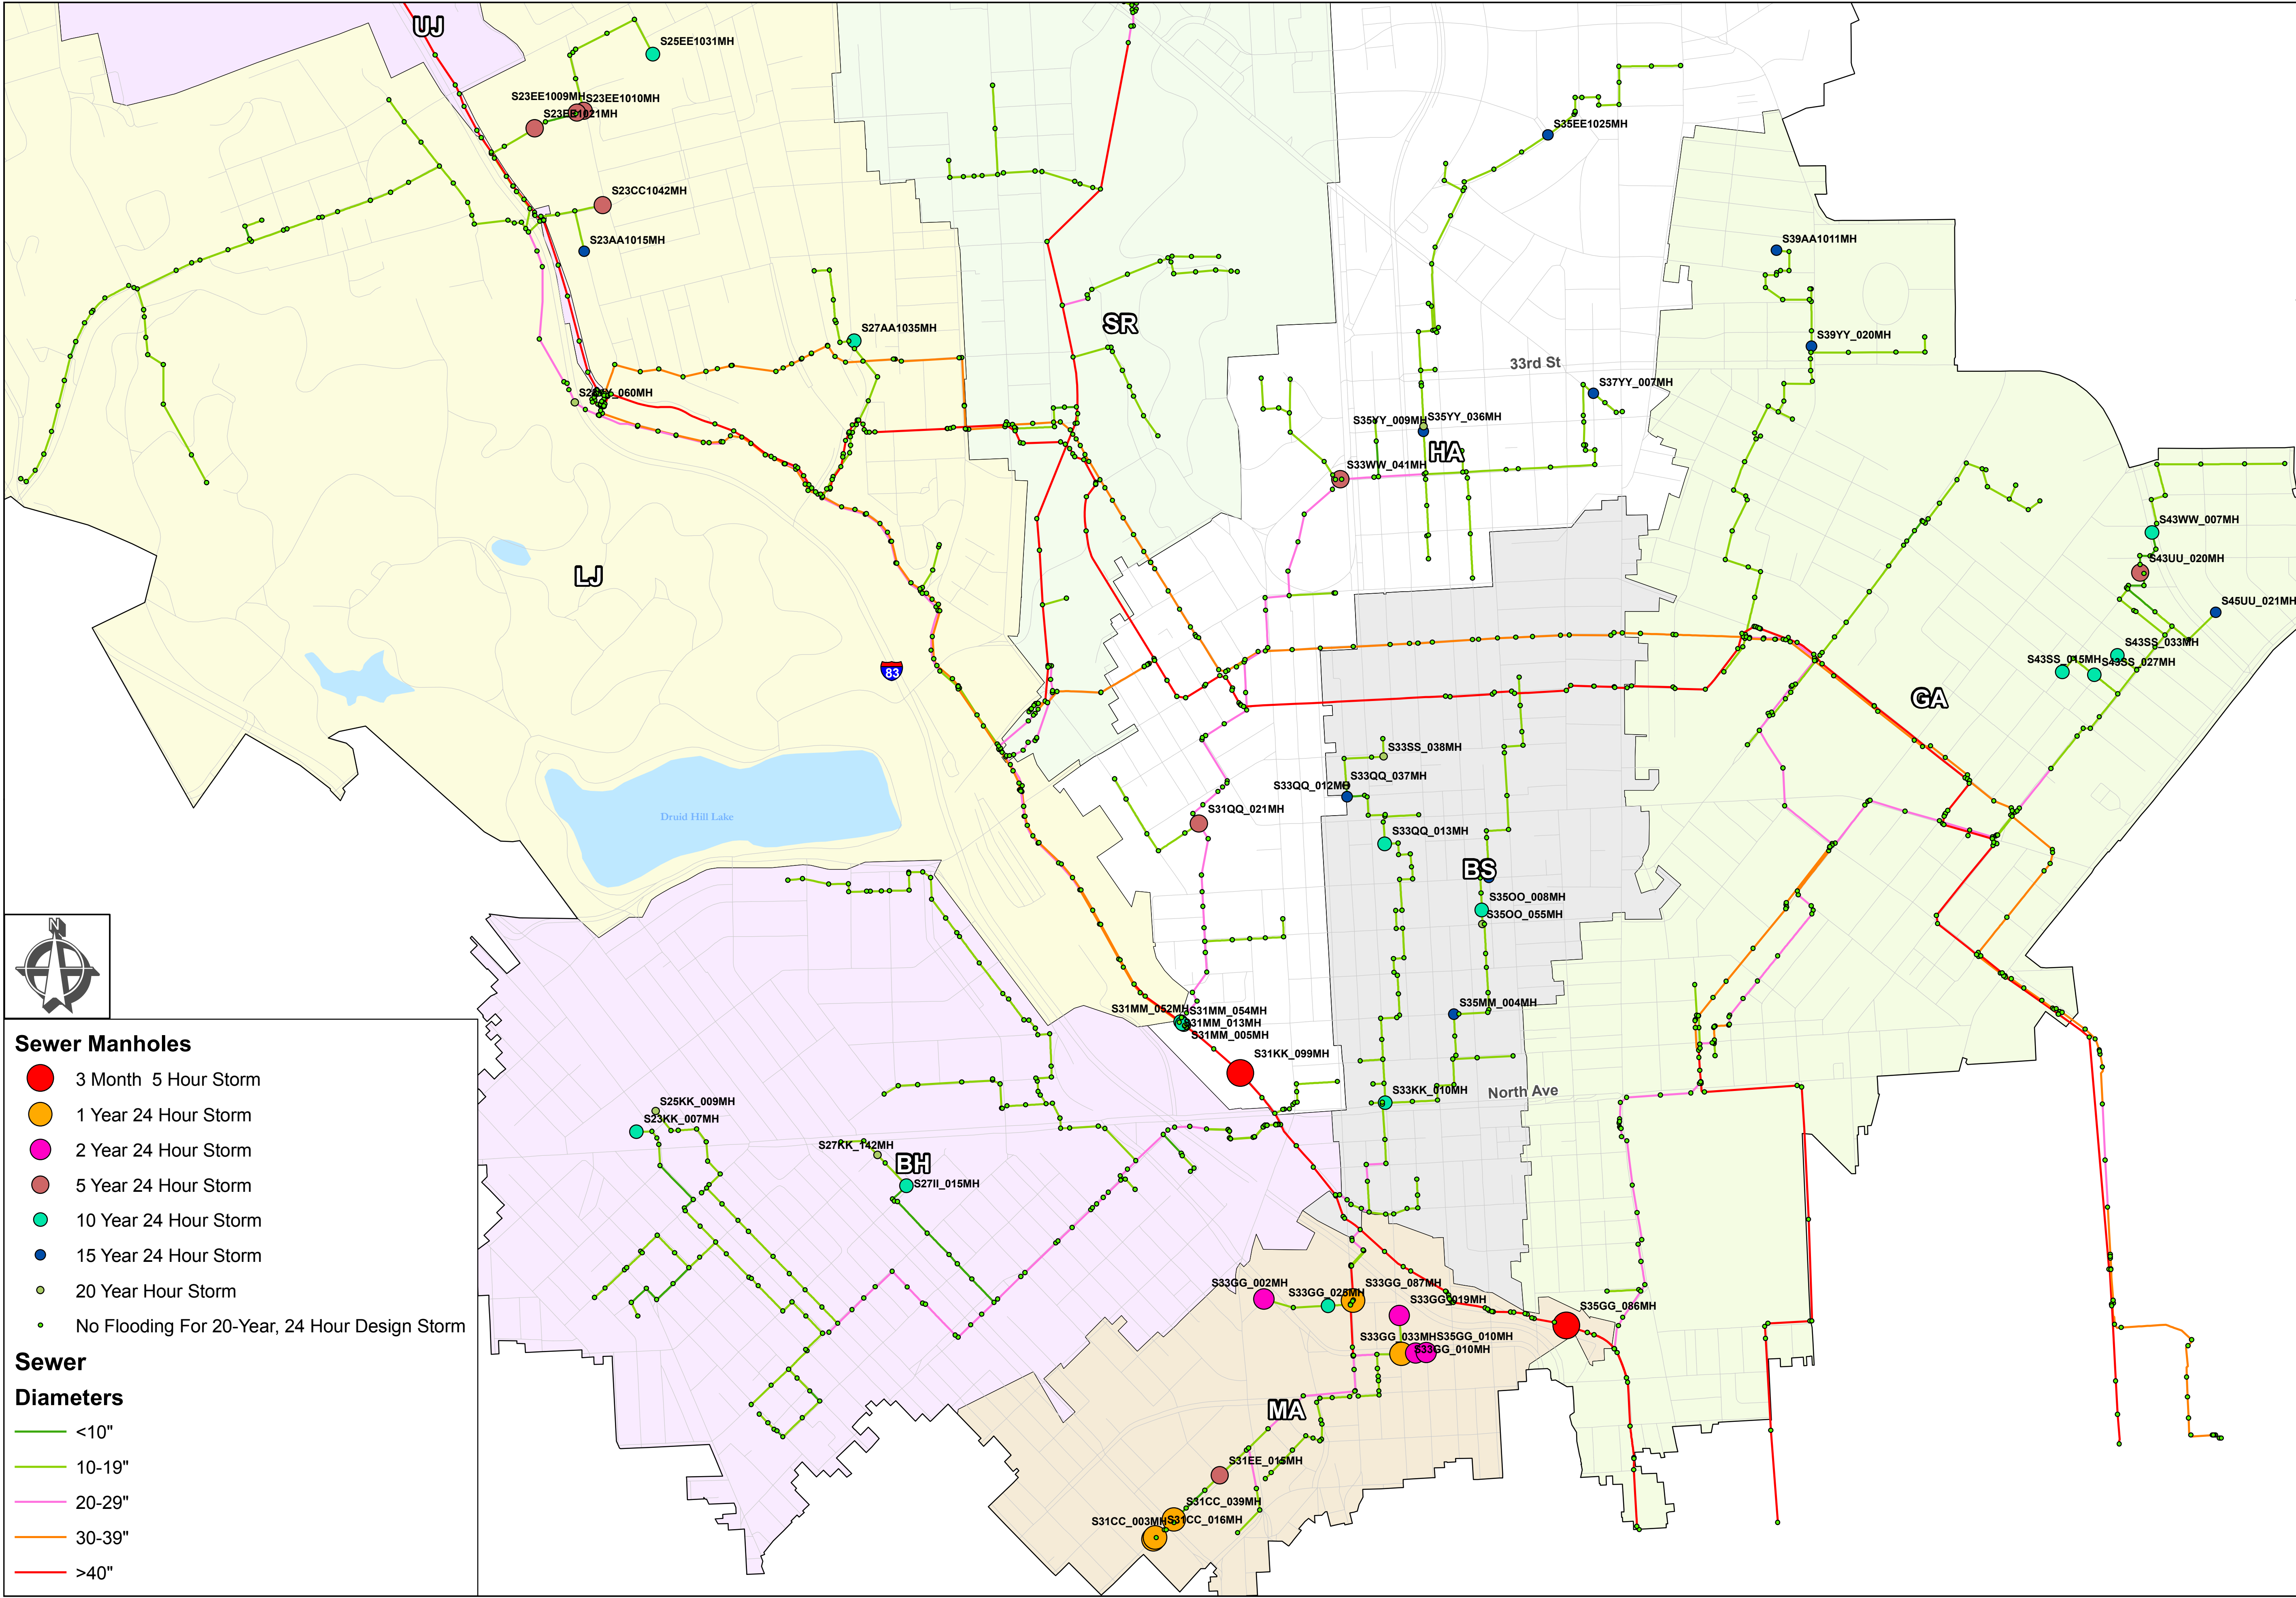 UJ
S25EE1031MH
S23EE1009MH
S23EE1010MH
S23EE1021MH
S35EE1025MH
S23CC1042MH
S23AA1015MH
S39AA1011MH
SR
S27AA1035MH
S39YY_020MH
33rd St
S37YY_007MH
S35YY_009MH
S35YY_036MH
HA
S33WW_041MH
S43WW_007MH
S43UU_020MH
LJ
S45UU_021MH
83
S43SS_033MH
S43SS_015MH
S43SS_027MH
GA
S33SS_038MH
S33QQ_037MH
S33QQ_012MH
S31QQ_021MH
Druid Hill Lake
S33QQ_013MH
BS
S35OO_008MH
S35OO_055MH
N
S35MM_004MH
S31MM_052MH
S31MM_054MH
S31MM_013MH
S31MM_005MH
S31KK_099MH
North Ave
S33KK_010MH
S25KK_009MH
S23KK_007MH
S27KK_142MH
BH
S27II_015MH
S33GG_002MH
S33GG_087MH
S33GG_019MH
S35GG_086MH
S33GG_033MH
S35GG_010MH
S33GG_010MH
MA
S31EE_015MH
S31CC_039MH
S31CC_003MH
S31CC_016MH
Sewer Manholes
3 Month 5 Hour Storm
1 Year 24 Hour Storm
2 Year 24 Hour Storm
5 Year 24 Hour Storm
10 Year 24 Hour Storm
15 Year 24 Hour Storm
20 Year Hour Storm
No Flooding For 20-Year, 24 Hour Design Storm
Sewer
Diameters
<10"
10-19"
20-29"
30-39"
>40"